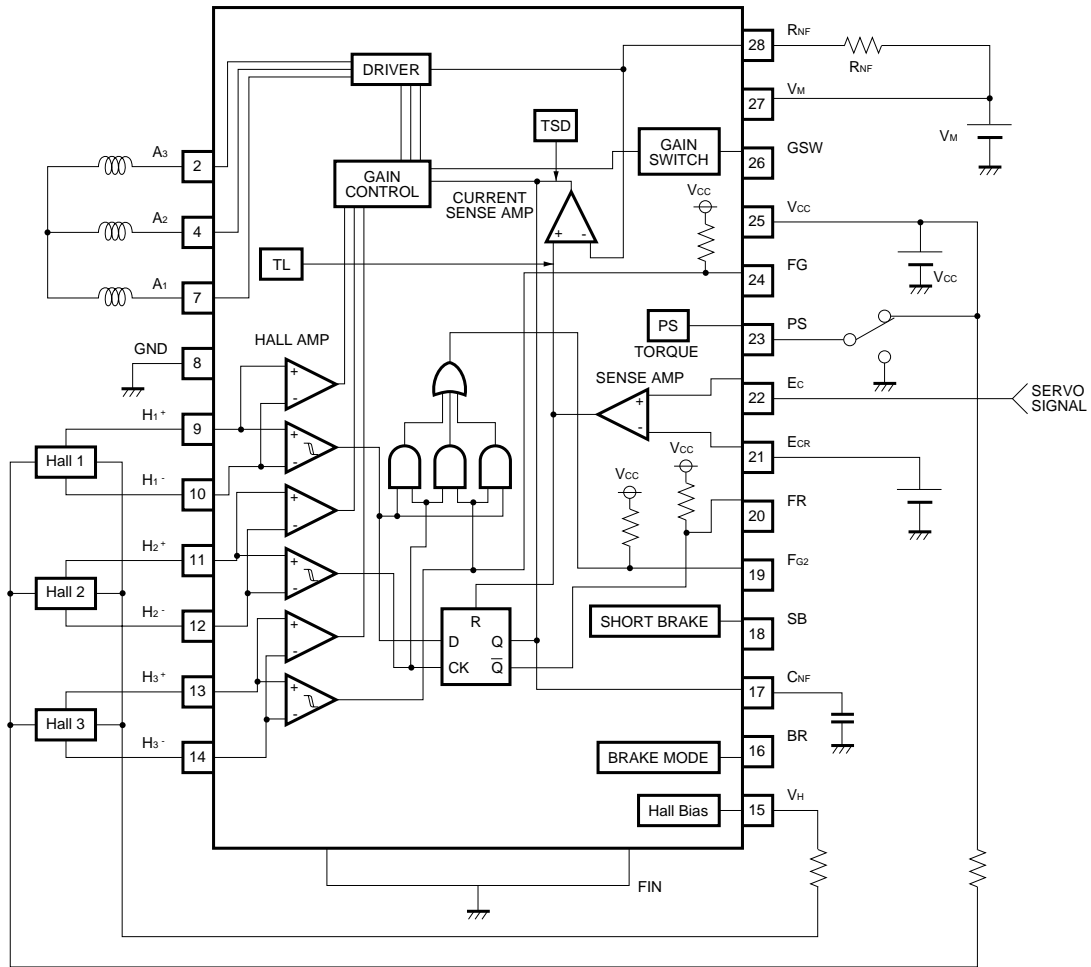 RNF
28
DRIVER
RNF
VM
27
TSD
VM
GAIN
SWITCH
GSW
26
A3
2
GAIN
CONTROL
CURRENT
SENSE AMP
VCC
VCC
25
+ -
A2
4
TL
FG
24
VCC
A1
7
PS
PS
23
TORQUE
GND
8
HALL AMP
SENSE AMP
EC
22
SERVO
SIGNAL
+
-
+
-
H1+
9
ECR
21
Hall 1
+
-
VCC
VCC
H1-
10
FR
20
+
-
H2+
11
FG2
19
+
-
Hall 2
SHORT BRAKE
SB
18
H2-
12
R
D Q
CK Q̅
+
-
H3+
13
CNF
17
+
-
Hall 3
H3-
14
BRAKE MODE
BR
16
Hall Bias
VH
15
FIN